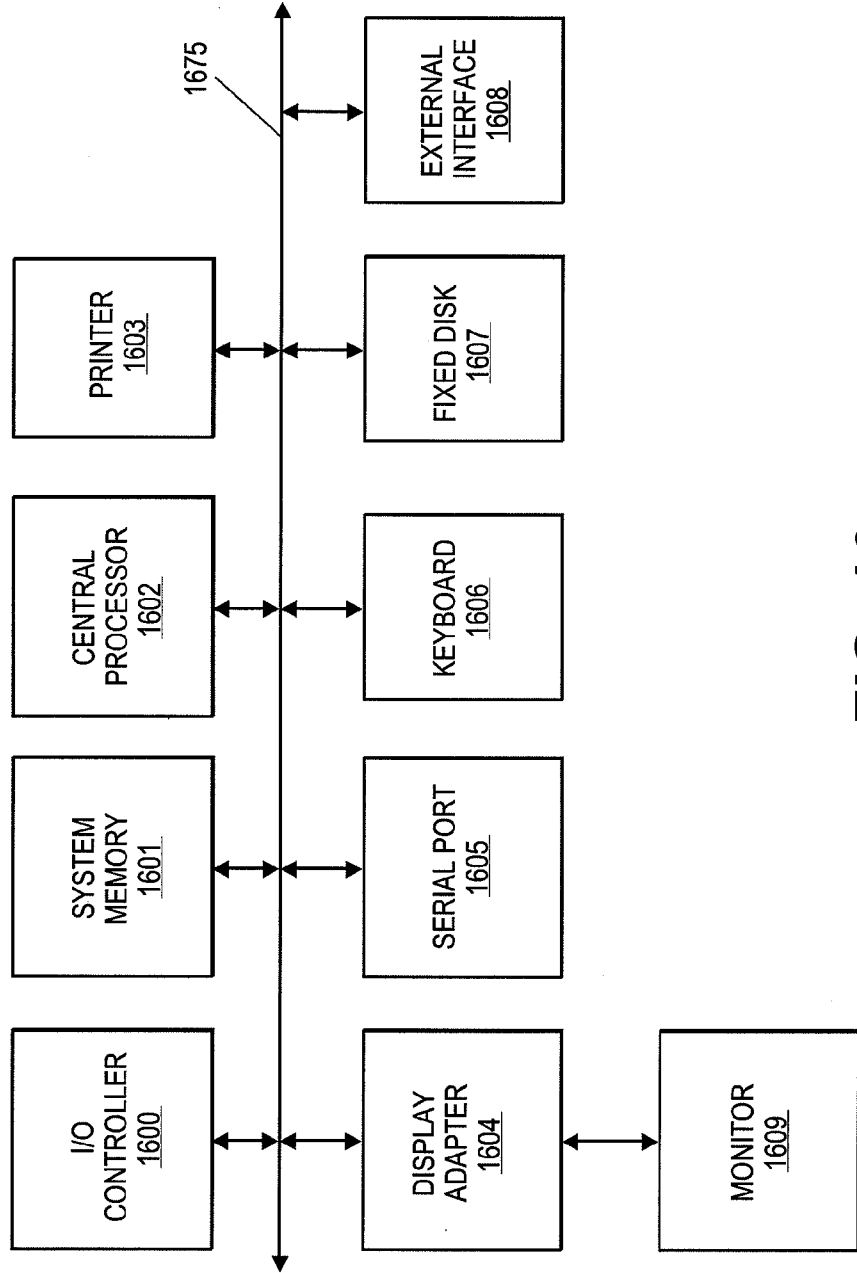 I/O
CONTROLLER
1600
SYSTEM
MEMORY
1601
CENTRAL
PROCESSOR
1602
PRINTER
1603
1675
DISPLAY
ADAPTER
1604
SERIAL PORT
1605
KEYBOARD
1606
FIXED DISK
1607
EXTERNAL
INTERFACE
1608
MONITOR
1609